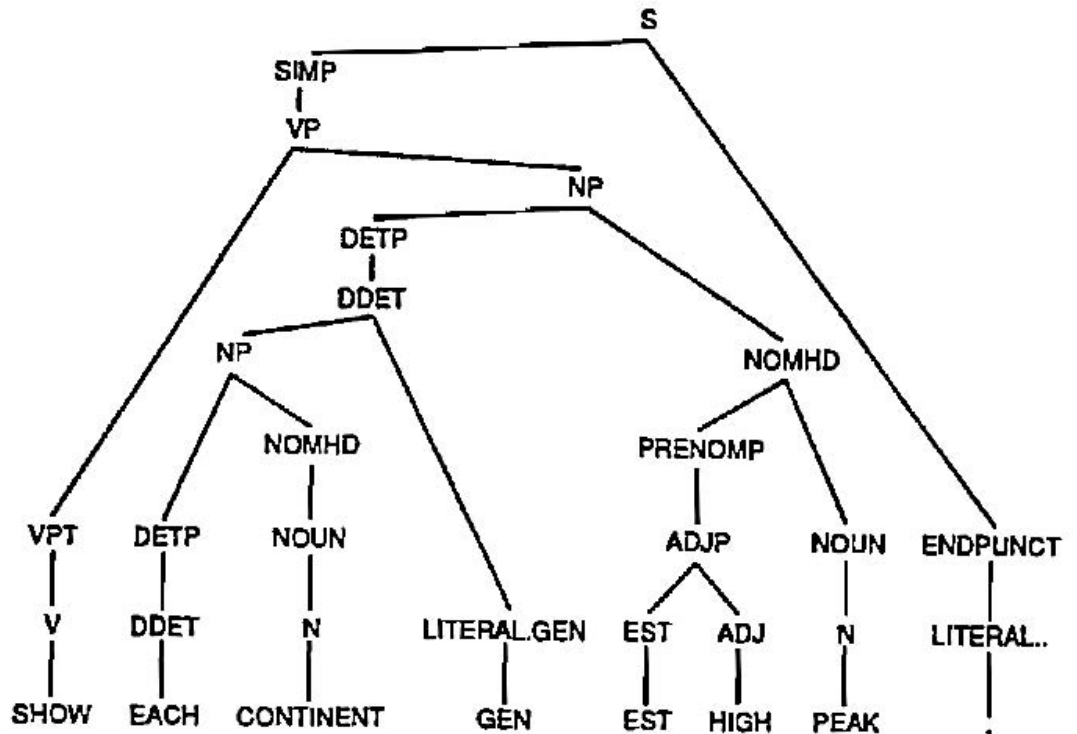 S
SIMP
VP
NP
DETP
DDET
NP NOMHD
NOMHD PRENOMP
VPT DETP NOUN ADJP NOUN ENDPUNCT
V DDET N LITERAL.GEN EST ADJ N LITERAL..
SHOW EACH CONTINENT GEN EST HIGH PEAK .